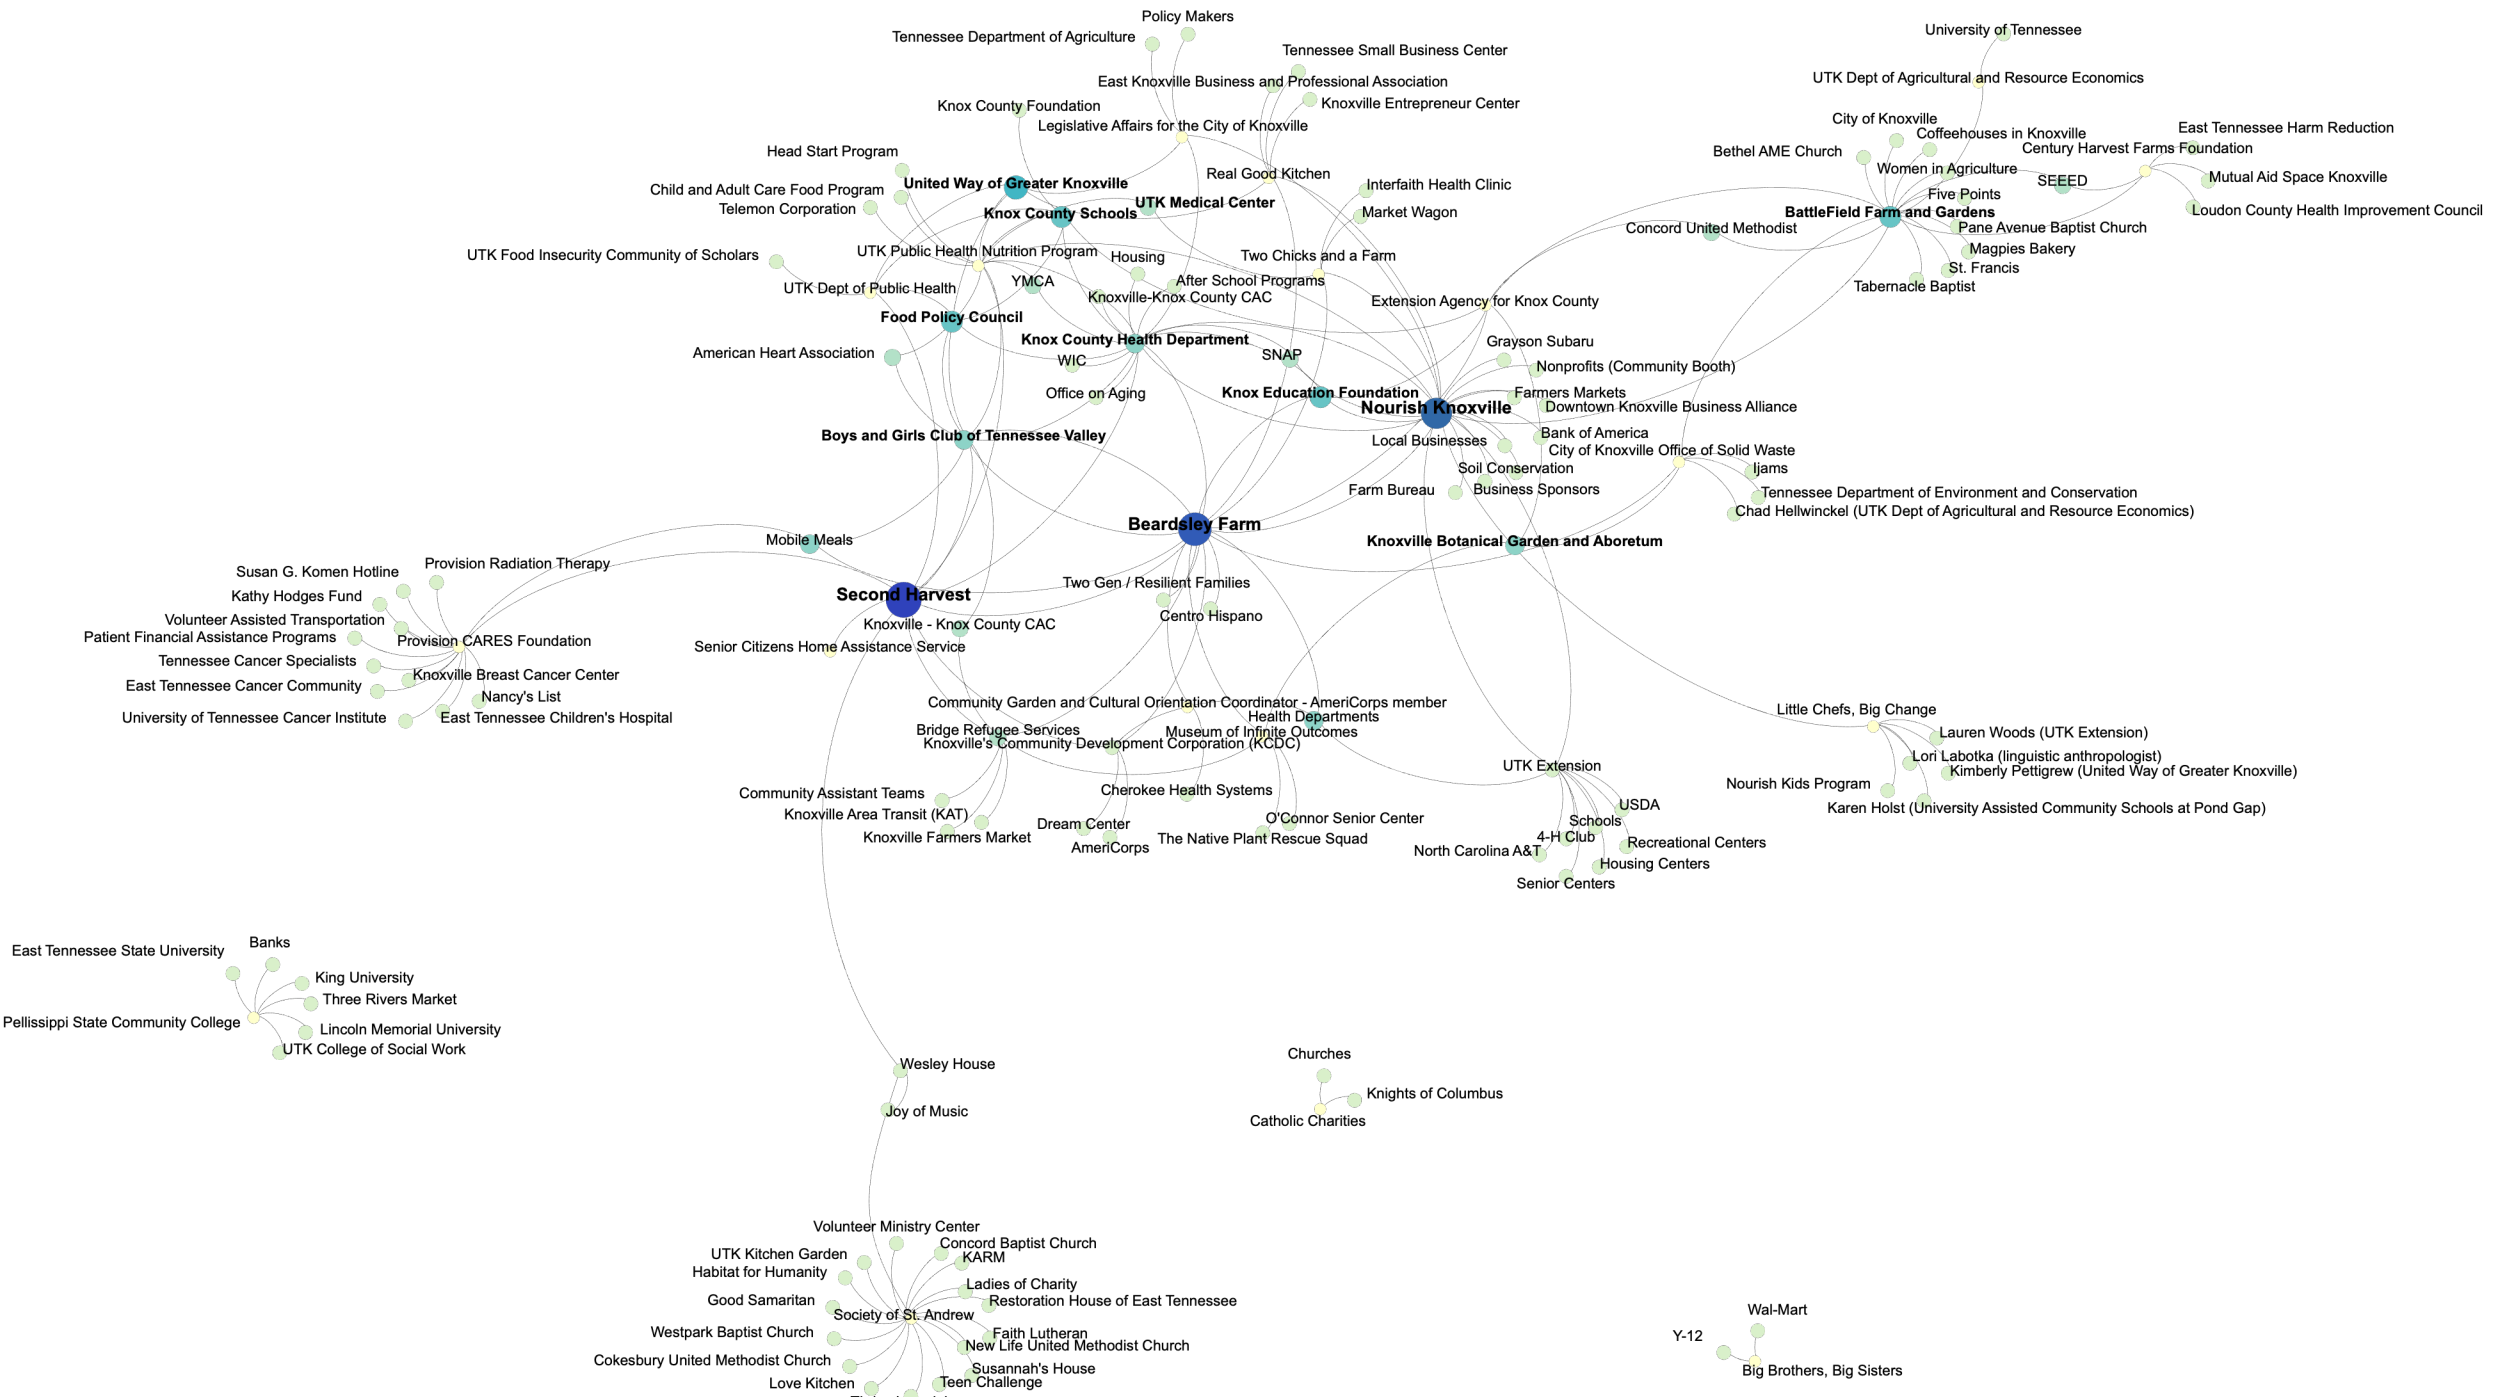 Policy Makers
University of Tennessee
Tennessee Department of Agriculture
Tennessee Small Business Center
UTK Dept of Agricultural and Resource Economics
East Knoxville Business and Professional Association
Knoxville Entrepreneur Center
Knox County Foundation
City of Knoxville
Legislative Affairs for the City of Knoxville
East Tennessee Harm Reduction
Coffeehouses in Knoxville
Century Harvest Farms Foundation
Head Start Program
Bethel AME Church
Women in Agriculture
Real Good Kitchen
Mutual Aid Space Knoxville
SEEED
United Way of Greater Knoxville
Interfaith Health Clinic
Child and Adult Care Food Program
Five Points
UTK Medical Center
Telemon Corporation
Knox County Schools
Market Wagon
BattleField Farm and Gardens
Loudon County Health Improvement Council
Concord United Methodist
Pane Avenue Baptist Church
UTK Public Health Nutrition Program
Magpies Bakery
UTK Food Insecurity Community of Scholars
Housing
Two Chicks and a Farm
St. Francis
YMCA
After School Programs
UTK Dept of Public Health
Tabernacle Baptist
Knoxville-Knox County CAC
Extension Agency for Knox County
Food Policy Council
Knox County Health Department
Grayson Subaru
American Heart Association
SNAP
WIC
Nonprofits (Community Booth)
Office on Aging
Knox Education Foundation
Farmers Markets
Nourish Knoxville
Downtown Knoxville Business Alliance
Boys and Girls Club of Tennessee Valley
Bank of America
Local Businesses
City of Knoxville Office of Solid Waste
Soil Conservation
Ijams
Farm Bureau
Business Sponsors
Tennessee Department of Environment and Conservation
Chad Hellwinckel (UTK Dept of Agricultural and Resource Economics)
Beardsley Farm
Mobile Meals
Knoxville Botanical Garden and Aboretum
Provision Radiation Therapy
Susan G. Komen Hotline
Two Gen / Resilient Families
Kathy Hodges Fund
Second Harvest
Centro Hispano
Volunteer Assisted Transportation
Knoxville - Knox County CAC
Patient Financial Assistance Programs
Provision CARES Foundation
Senior Citizens Home Assistance Service
Tennessee Cancer Specialists
Knoxville Breast Cancer Center
East Tennessee Cancer Community
Nancy's List
Community Garden and Cultural Orientation Coordinator - AmeriCorps member
Little Chefs, Big Change
University of Tennessee Cancer Institute
East Tennessee Children's Hospital
Health Departments
Bridge Refugee Services
Museum of Infinite Outcomes
Lauren Woods (UTK Extension)
Knoxville's Community Development Corporation (KCDC)
Lori Labotka (linguistic anthropologist)
UTK Extension
Kimberly Pettigrew (United Way of Greater Knoxville)
Nourish Kids Program
Cherokee Health Systems
Community Assistant Teams
USDA
Karen Holst (University Assisted Community Schools at Pond Gap)
Knoxville Area Transit (KAT)
O'Connor Senior Center
Schools
Dream Center
Knoxville Farmers Market
The Native Plant Rescue Squad
4-H Club
Recreational Centers
AmeriCorps
North Carolina A&T
Housing Centers
Senior Centers
Banks
East Tennessee State University
King University
Three Rivers Market
Pellissippi State Community College
Lincoln Memorial University
UTK College of Social Work
Churches
Wesley House
Knights of Columbus
Joy of Music
Catholic Charities
Volunteer Ministry Center
Concord Baptist Church
UTK Kitchen Garden
KARM
Habitat for Humanity
Ladies of Charity
Good Samaritan
Restoration House of East Tennessee
Wal-Mart
Society of St. Andrew
Westpark Baptist Church
Faith Lutheran
Y-12
New Life United Methodist Church
Cokesbury United Methodist Church
Susannah's House
Big Brothers, Big Sisters
Love Kitchen
Teen Challenge